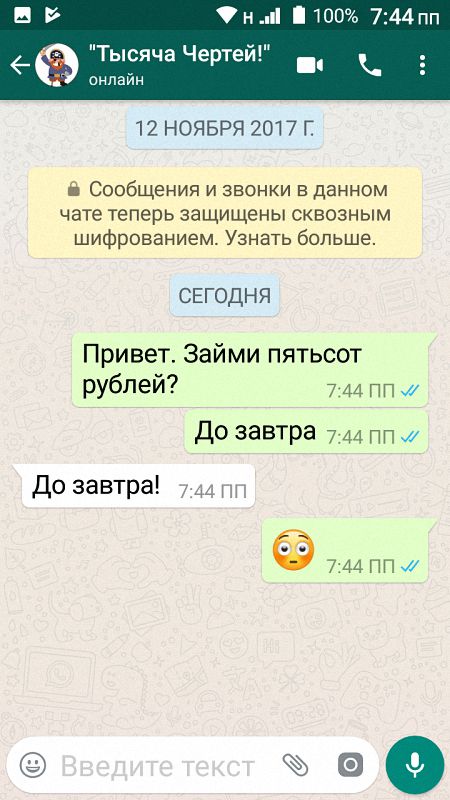 H 100% 7:44 пп
"Тысяча Чертей!"
онлайн
12 НОЯБРЯ 2017 Г.
Сообщения и звонки в данном
чате теперь защищены сквозным
шифрованием. Узнать больше.
СЕГОДНЯ
Привет. Займи пятьсот
рублей?
7:44 ПП
До завтра 7:44 ПП
До завтра! 7:44 ПП
7:44 ПП
Введите текст